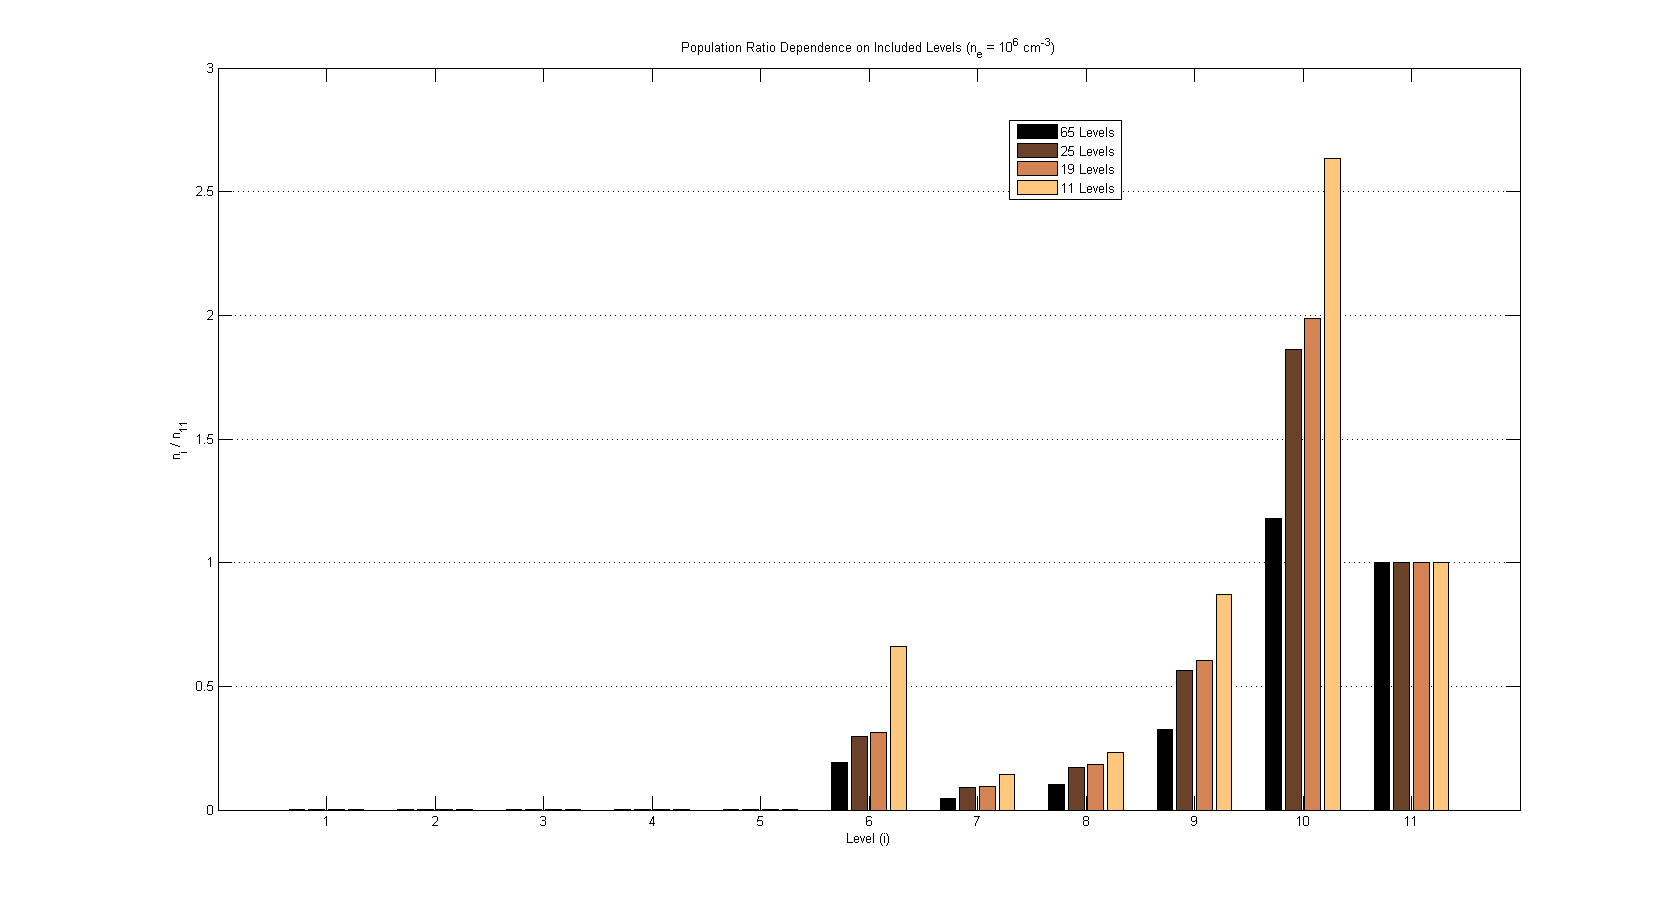 Population Ratio Dependence on Included Levels (nₑ = 10⁶ cm⁻³)
3
2.5
2
1.5
1
0.5
0
nᵢ / n₁₁
65 Levels
25 Levels
19 Levels
11 Levels
1 2 3 4 5 6 7 8 9 10 11
Level (i)